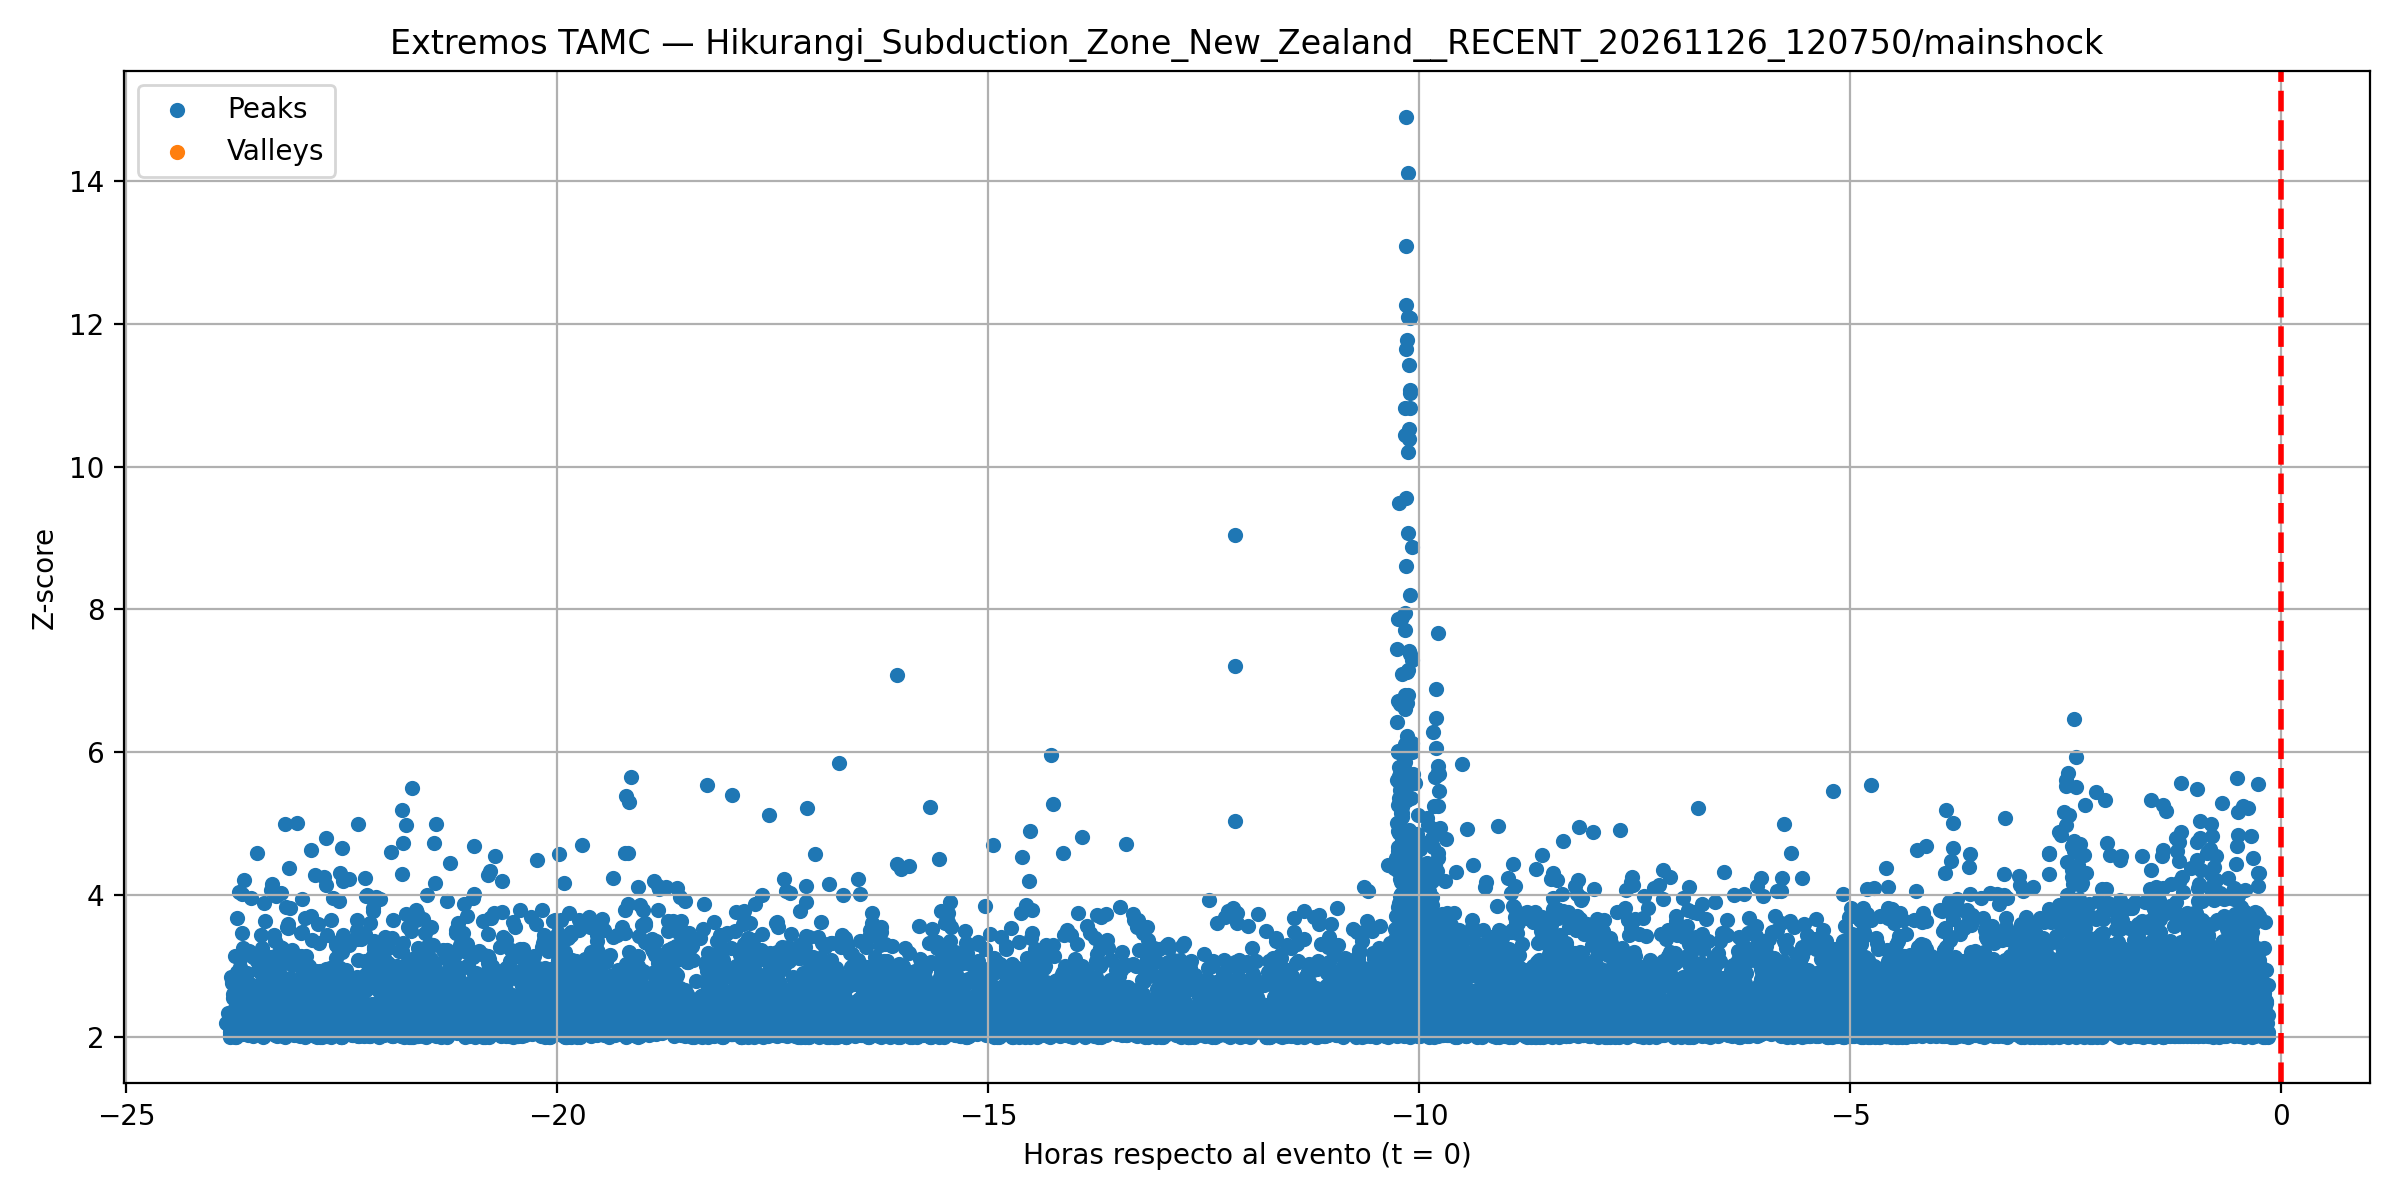 Extremos TAMC — Hikurangi_Subduction_Zone_New_Zealand__RECENT_20261126_120750/mainshock
Peaks
Valleys
Z-score
14
12
10
8
6
4
2
−25
−20
−15
−10
−5
0
Horas respecto al evento (t = 0)